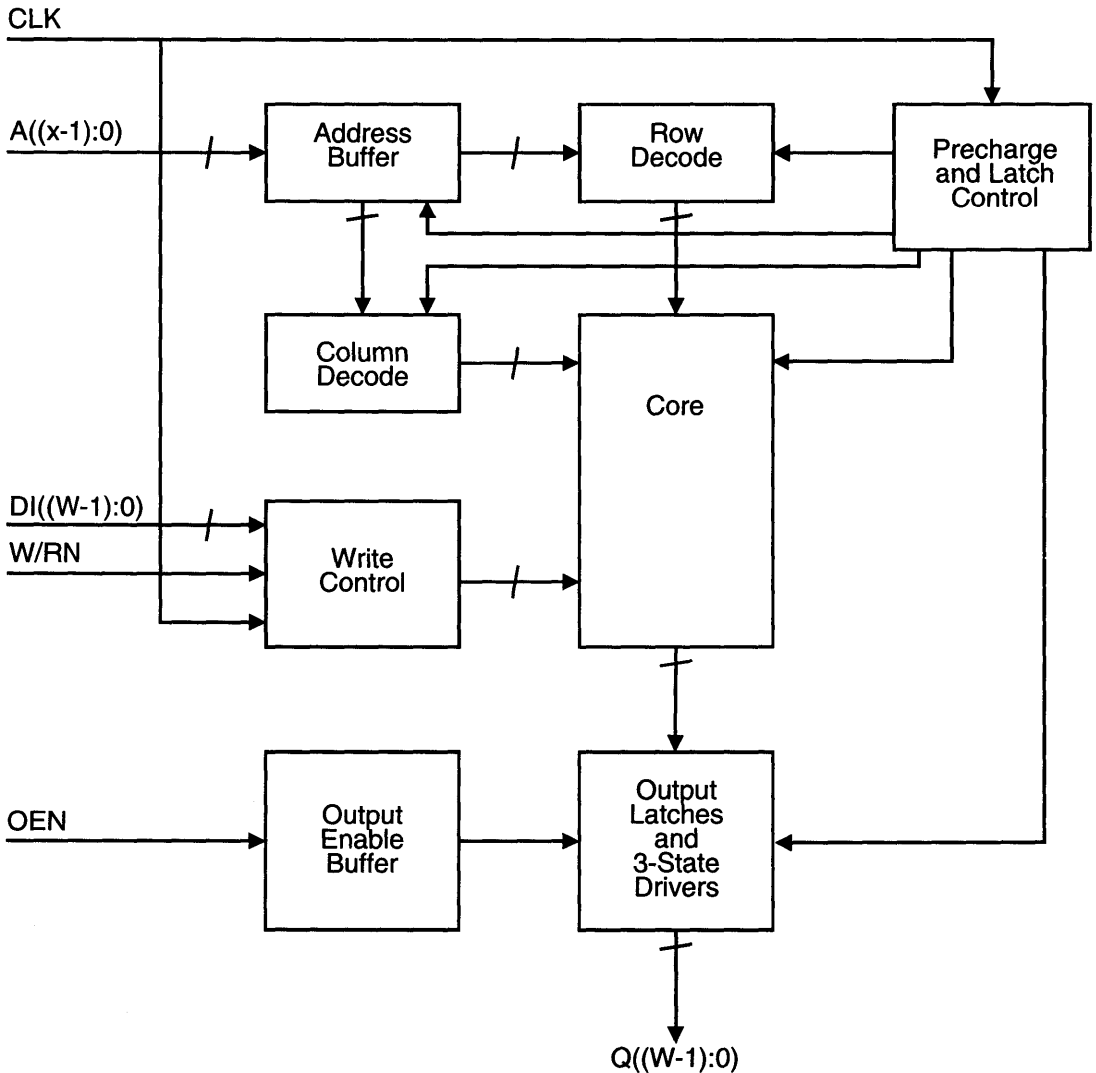 CLK
A((x-1):0)
Address
Buffer
Row
Decode
Precharge
and Latch
Control
Column
Decode
Core
DI((W-1):0)
W/RN
Write
Control
OEN
Output
Enable
Buffer
Output
Latches
and
3-State
Drivers
Q((W-1):0)